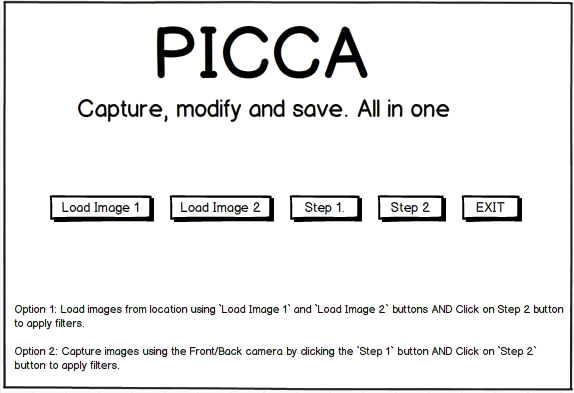 PICCA
Capture, modify and save. All in one
Load Image 1
Load Image 2
Step 1.
Step 2
EXIT
Option 1: Load images from location using `Load Image 1` and `Load Image 2` buttons AND Click on Step 2 button
to apply filters.
Option 2: Capture images using the Front/Back camera by clicking the `Step 1` button AND Click on `Step 2`
button to apply filters.